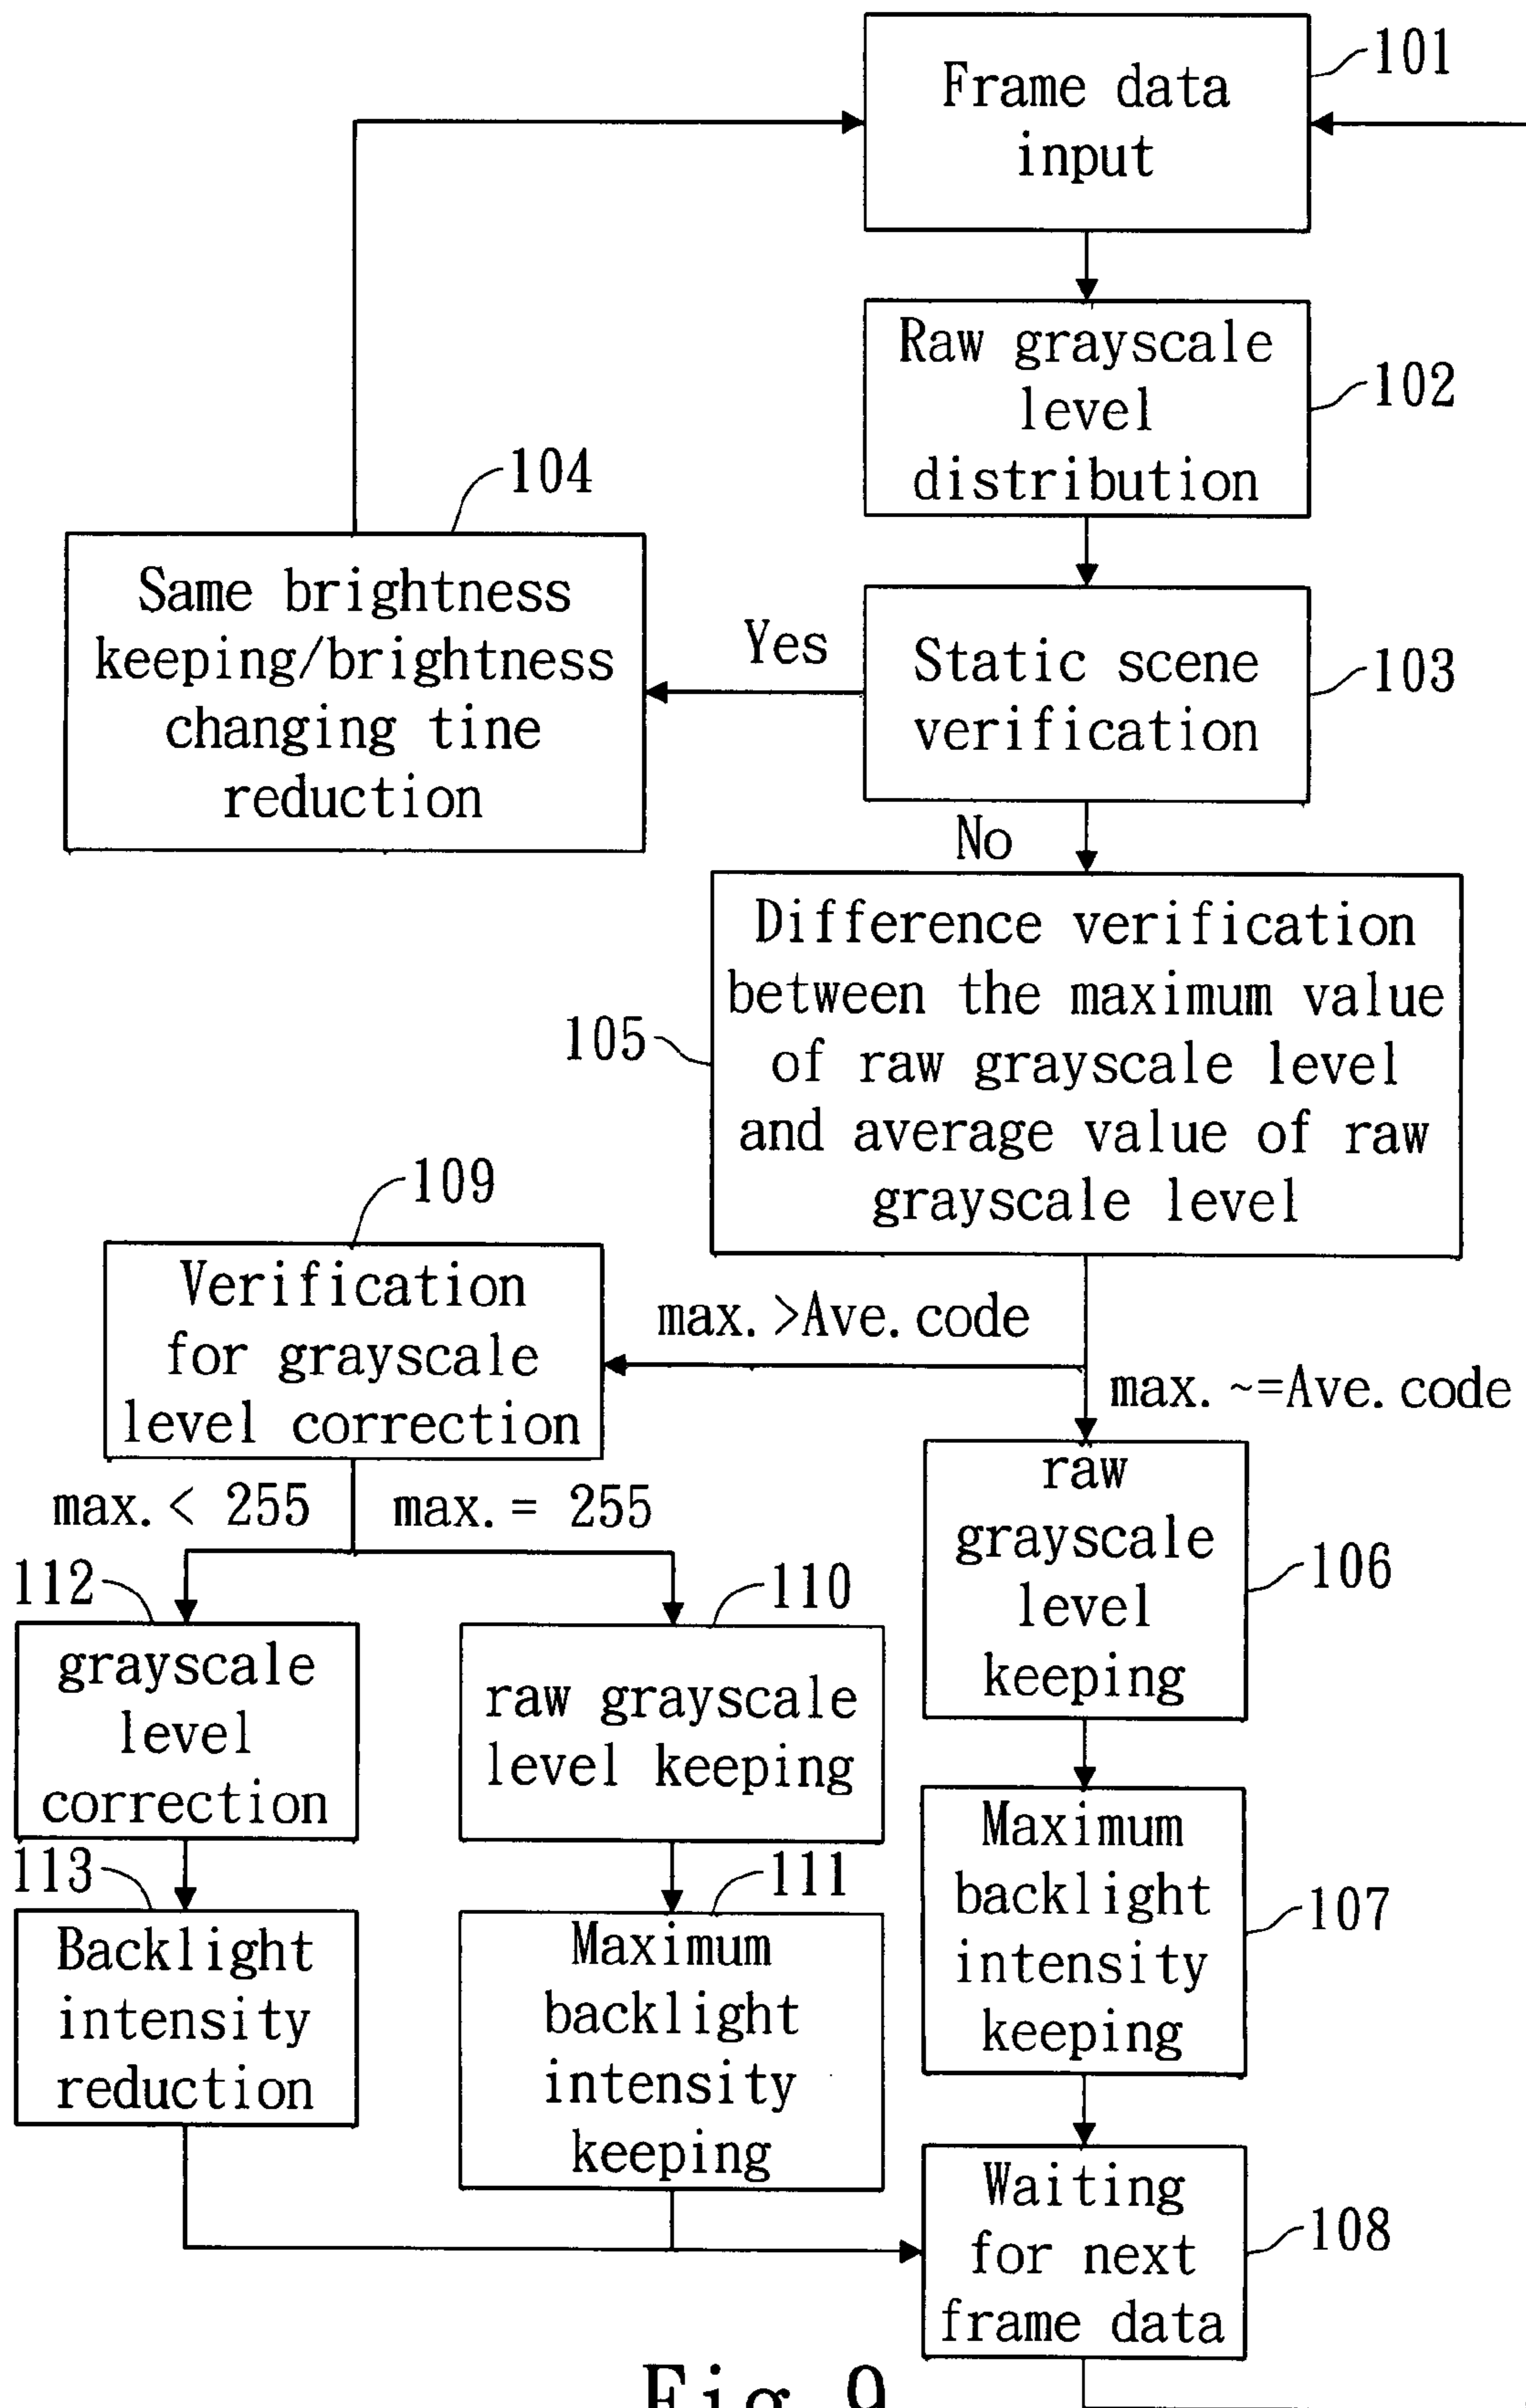 Frame data
input
101
Raw grayscale
level
distribution
102
104
Same brightness
keeping/brightness
changing tine
reduction
Yes
Static scene
verification
103
No
Difference verification
between the maximum value
of raw grayscale level
and average value of raw
grayscale level
105
109
Verification
for grayscale
level correction
max.>Ave.code
max. ~=Ave.code
max. < 255
max. = 255
raw
grayscale
level
keeping
106
112
grayscale
level
correction
110
raw grayscale
level keeping
Maximum
backlight
intensity
keeping
107
113
Backlight
intensity
reduction
111
Maximum
backlight
intensity
keeping
Waiting
for next
frame data
108
Fig.9